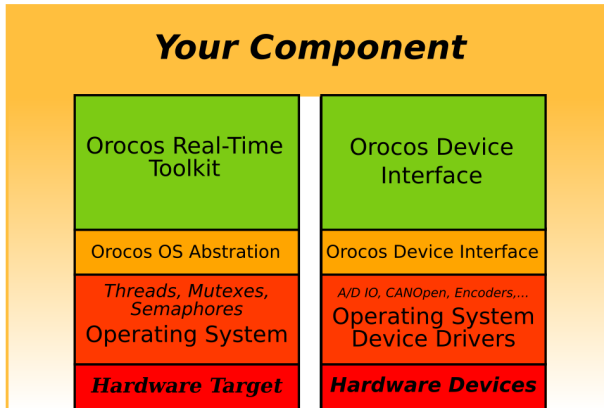 Your Component
Orocos Real-Time
Toolkit
Orocos OS Abstration
Threads, Mutexes,
Semaphores
Operating System
Hardware Target
Orocos Device
Interface
Orocos Device Interface
A/D IO, CANOpen, Encoders,...
Operating System
Device Drivers
Hardware Devices